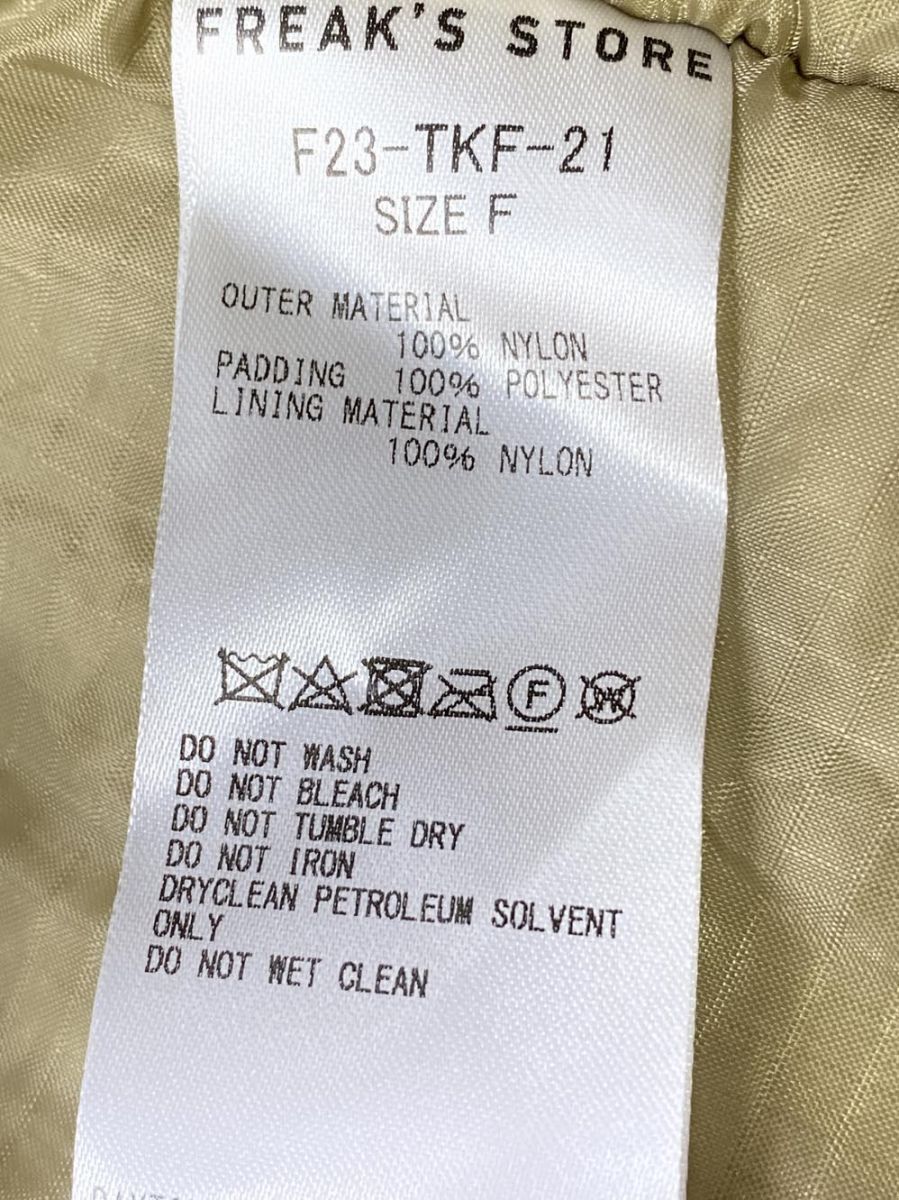 FREAK'S STORE
F23-TKF-21
SIZE F
OUTER MATERIAL
100% NYLON
PADDING 100% POLYESTER
LINING MATERIAL
100% NYLON
F W
DO NOT WASH
DO NOT BLEACH
DO NOT TUMBLE DRY
DO NOT IRON
DRYCLEAN PETROLEUM SOLVENT
ONLY
DO NOT WET CLEAN